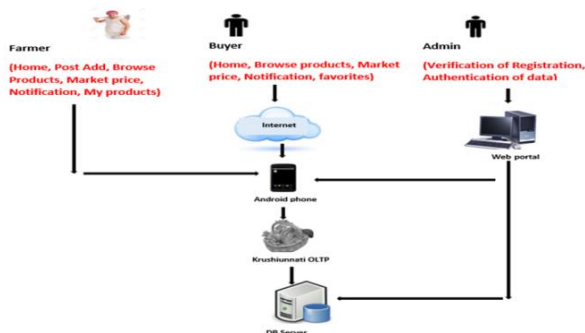 Farmer
(Home, Post Add, Browse
Products, Market price,
Notification, My products)
Buyer
(Home, Browse products, Market
price, Notification, favorites)
Admin
(Verification of Registration,
Authentication of data)
Internet
Web portal
Android phone
Krushiunnati OLTP
DB Server